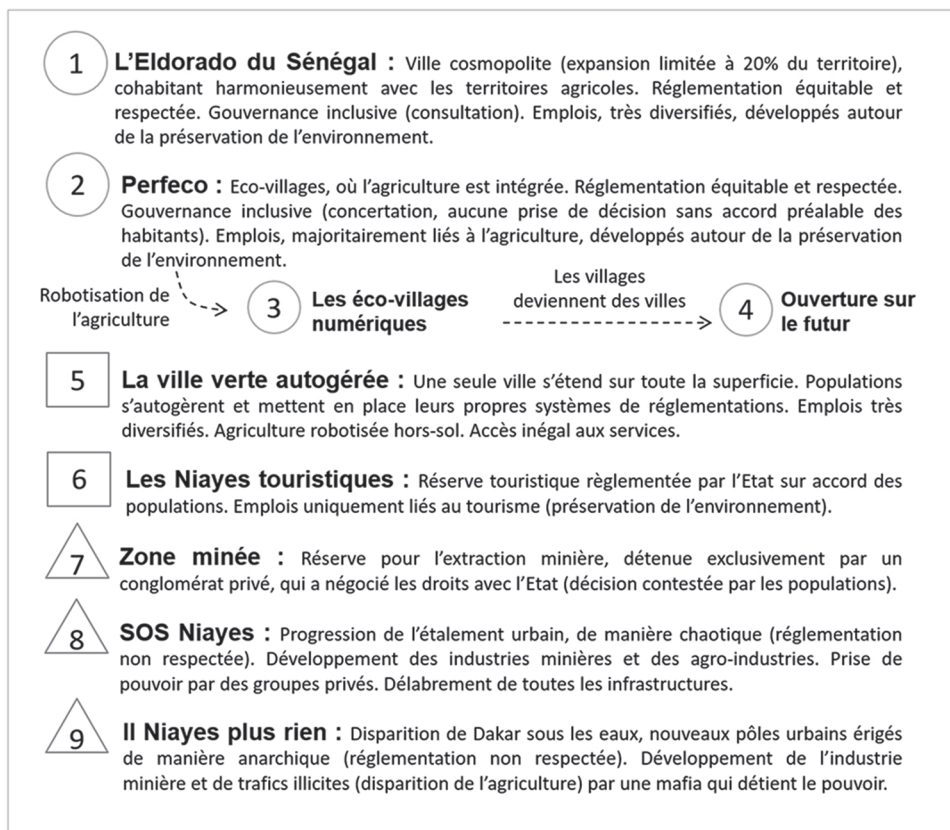 1 L'Eldorado du Sénégal : Ville cosmopolite (expansion limitée à 20% du territoire),
cohabitant harmonieusement avec les territoires agricoles. Réglementation équitable et
respectée. Gouvernance inclusive (consultation). Emplois, très diversifiés, développés autour
de la préservation de l'environnement.
2 Perfeco : Eco-villages, où l'agriculture est intégrée. Réglementation équitable et respectée.
Gouvernance inclusive (concertation, aucune prise de décision sans accord préalable des
habitants). Emplois, majoritairement liés à l'agriculture, développés autour de la préservation
de l'environnement.
Robotisation de
l'agriculture
3 Les éco-villages
numériques
Les villages
deviennent des villes
4 Ouverture sur
le futur
5 La ville verte autogérée : Une seule ville s'étend sur toute la superficie. Populations
s'autogèrent et mettent en place leurs propres systèmes de réglementations. Emplois très
diversifiés. Agriculture robotisée hors-sol. Accès inégal aux services.
6 Les Niayes touristiques : Réserve touristique règlementée par l'Etat sur accord des
populations. Emplois uniquement liés au tourisme (préservation de l'environnement).
7 Zone minée : Réserve pour l'extraction minière, détenue exclusivement par un
conglomérat privé, qui a négocié les droits avec l'Etat (décision contestée par les populations).
8 SOS Niayes : Progression de l'étalement urbain, de manière chaotique (réglementation
non respectée). Développement des industries minières et des agro-industries. Prise de
pouvoir par des groupes privés. Délabrement de toutes les infrastructures.
9 Il Niayes plus rien : Disparition de Dakar sous les eaux, nouveaux pôles urbains érigés
de manière anarchique (réglementation non respectée). Développement de l'industrie
minière et de trafics illicites (disparition de l'agriculture) par une mafia qui détient le pouvoir.